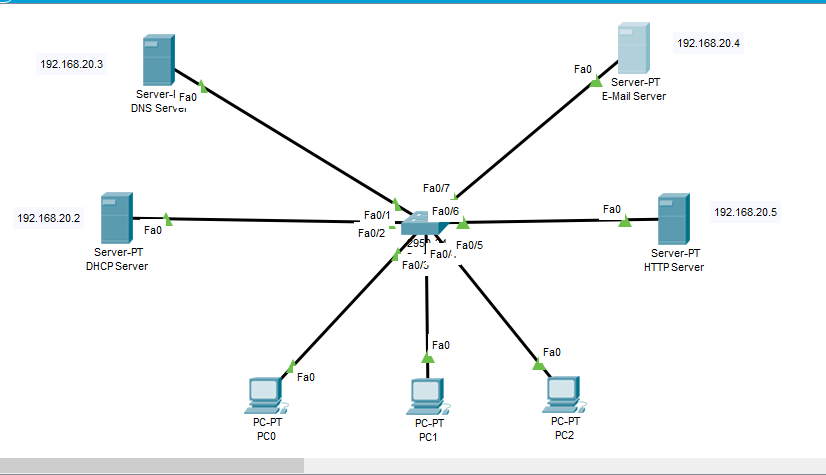 192.168.20.4
192.168.20.3
Fa0
Server-PT
E-Mail Server
Fa0
DNS Server
Fa0/7
Fa0
Fa0/6
192.168.20.5
192.168.20.2
Fa0/1
Fa0
Fa0/2
Fa0/5
Server-PT
DHCP Server
Server-PT
HTTP Server
Fa0
Fa0
Fa0
PC-PT
PC0
PC-PT
PC1
PC-PT
PC2